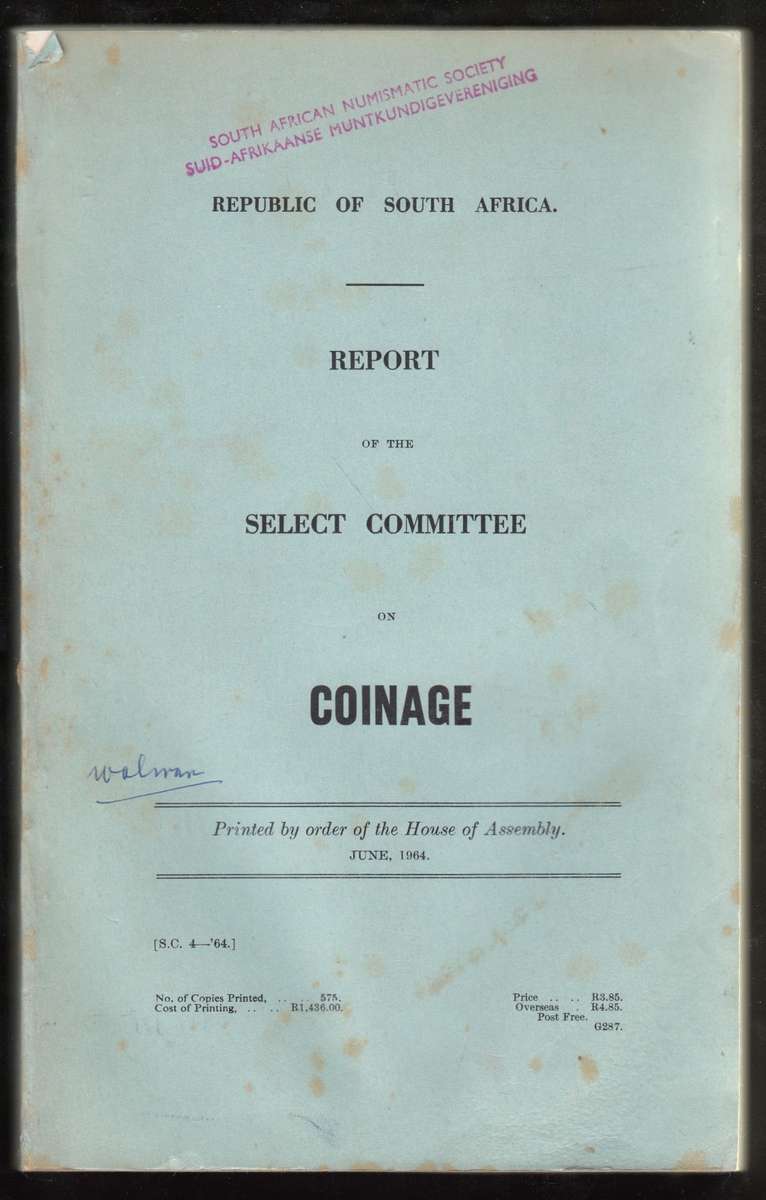 SOUTH AFRICAN NUMISMATIC SOCIETY
SUID-AFRIKAANSE MUNTKUNDIGEVERENIGING
REPUBLIC OF SOUTH AFRICA.
REPORT
OF THE
SELECT COMMITTEE
ON
COINAGE
Printed by order of the House of Assembly.
JUNE, 1964.
[S.C. 4—'64.]
No. of Copies Printed, .. .. 575.
Cost of Printing, .. .. R1,436.00.
Price .. .. R3.85.
Overseas . R4.85.
Post Free.
G287.